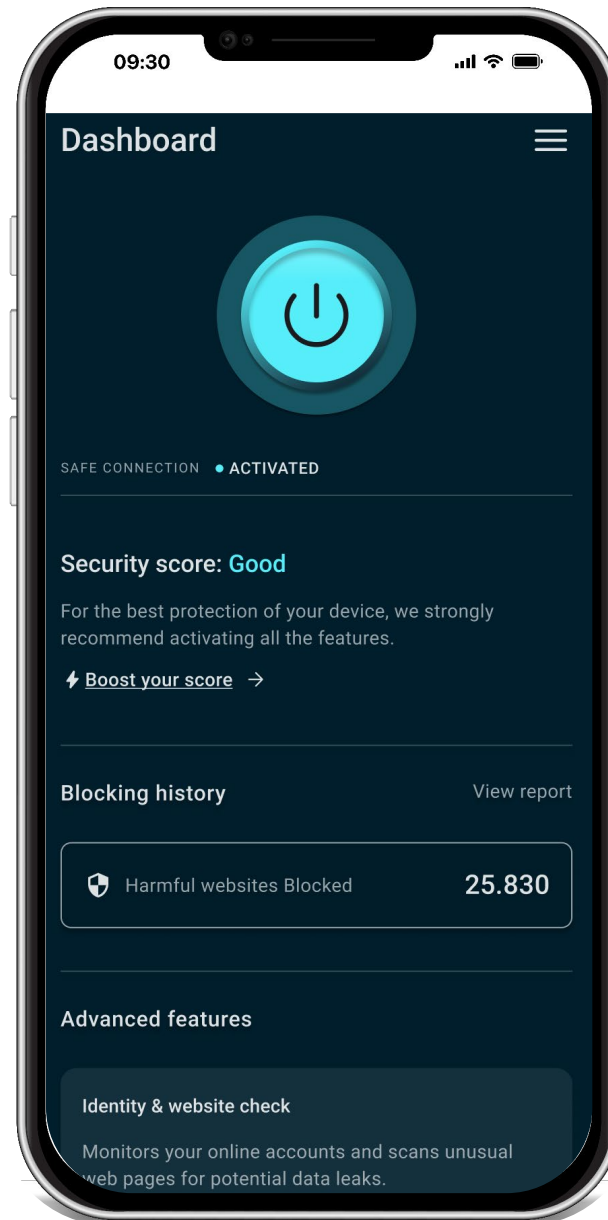 09:30
Dashboard
SAFE CONNECTION ACTIVATED
Security score: Good
For the best protection of your device, we strongly
recommend activating all the features.
Boost your score →
Blocking history View report
Harmful websites Blocked 25.830
Advanced features
Identity & website check
Monitors your online accounts and scans unusual
web pages for potential data leaks.